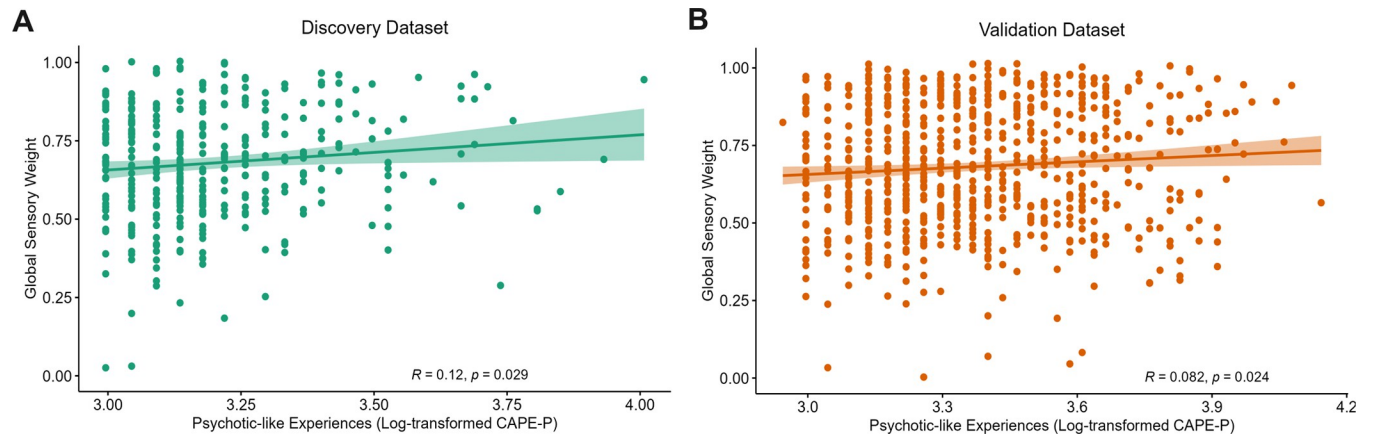 A
Discovery Dataset
Global Sensory Weight
1.00
0.75
0.50
0.25
0.00
R = 0.12, p = 0.029
3.00 3.25 3.50 3.75 4.00
Psychotic-like Experiences (Log-transformed CAPE-P)
B
Validation Dataset
Global Sensory Weight
1.00
0.75
0.50
0.25
0.00
R = 0.082, p = 0.024
3.0 3.3 3.6 3.9 4.2
Psychotic-like Experiences (Log-transformed CAPE-P)